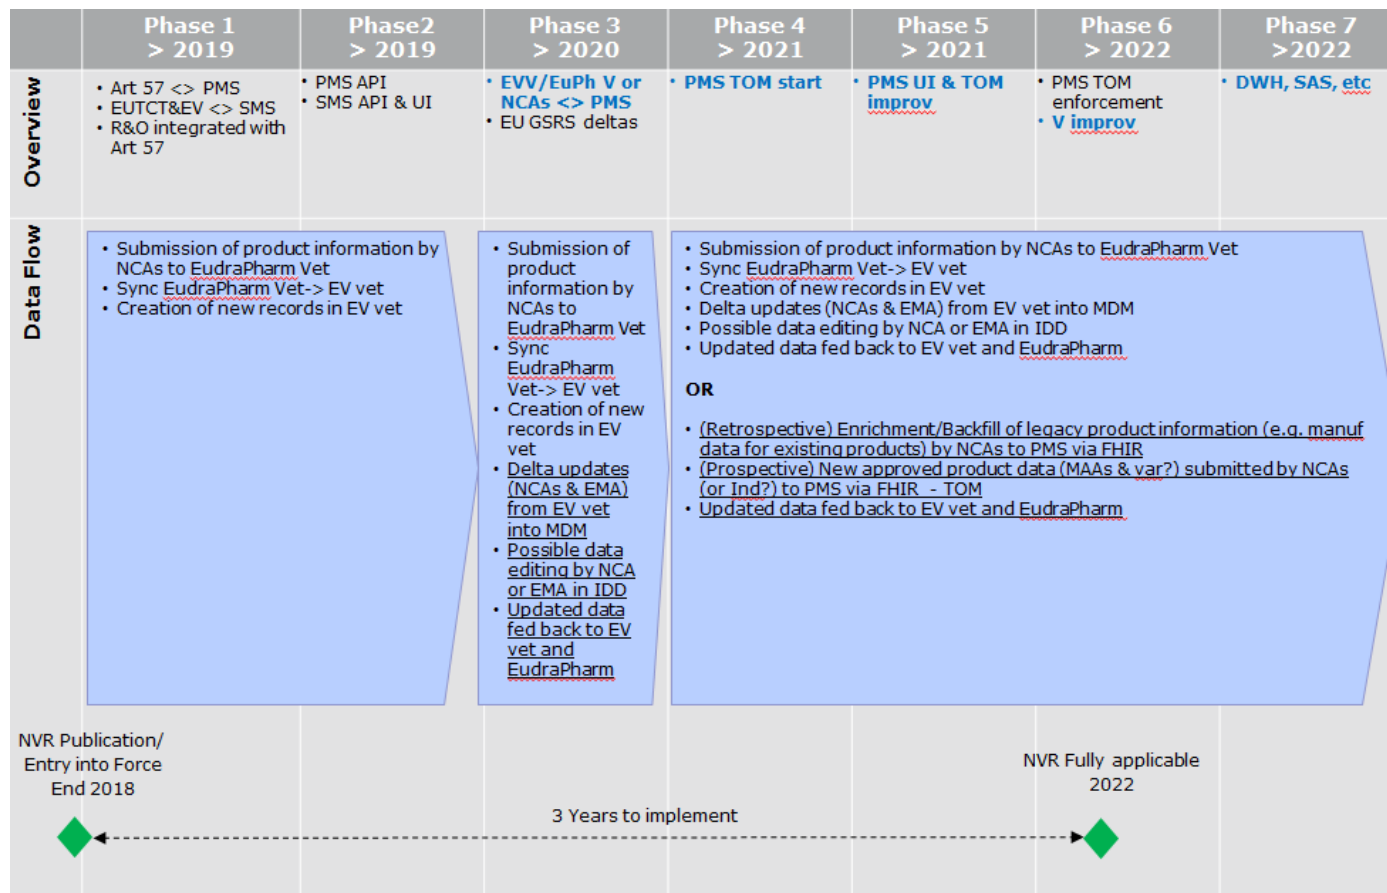 Phase 1
> 2019
Phase2
> 2019
Phase 3
> 2020
Phase 4
> 2021
Phase 5
> 2021
Phase 6
> 2022
Phase 7
>2022
Overview
• Art 57 <> PMS
• EUTCT&EV <> SMS
• R&O integrated with
Art 57
• PMS API
• SMS API & UI
• EVV/EuPh V or
NCAs <> PMS
• EU GSRS deltas
• PMS TOM start
• PMS UI & TOM
improv
• PMS TOM
enforcement
• V improv
• DWH, SAS, etc
Data Flow
• Submission of product information by
NCAs to EudraPharm Vet
• Sync EudraPharm Vet-> EV vet
• Creation of new records in EV vet
• Submission of
product
information by
NCAs to
EudraPharm Vet
• Sync
EudraPharm
Vet-> EV vet
• Creation of new
records in EV
vet
• Delta updates
(NCAs & EMA)
from EV vet
into MDM
• Possible data
editing by NCA
or EMA in IDD
• Updated data
fed back to EV
vet and
EudraPharm
• Submission of product information by NCAs to EudraPharm Vet
• Sync EudraPharm Vet-> EV vet
• Creation of new records in EV vet
• Delta updates (NCAs & EMA) from EV vet into MDM
• Possible data editing by NCA or EMA in IDD
• Updated data fed back to EV vet and EudraPharm
OR
• (Retrospective) Enrichment/Backfill of legacy product information (e.g. manuf
data for existing products) by NCAs to PMS via FHIR
• (Prospective) New approved product data (MAAs & var?) submitted by NCAs
(or Ind?) to PMS via FHIR - TOM
• Updated data fed back to EV vet and EudraPharm
NVR Publication/
Entry into Force
End 2018
3 Years to implement
NVR Fully applicable
2022